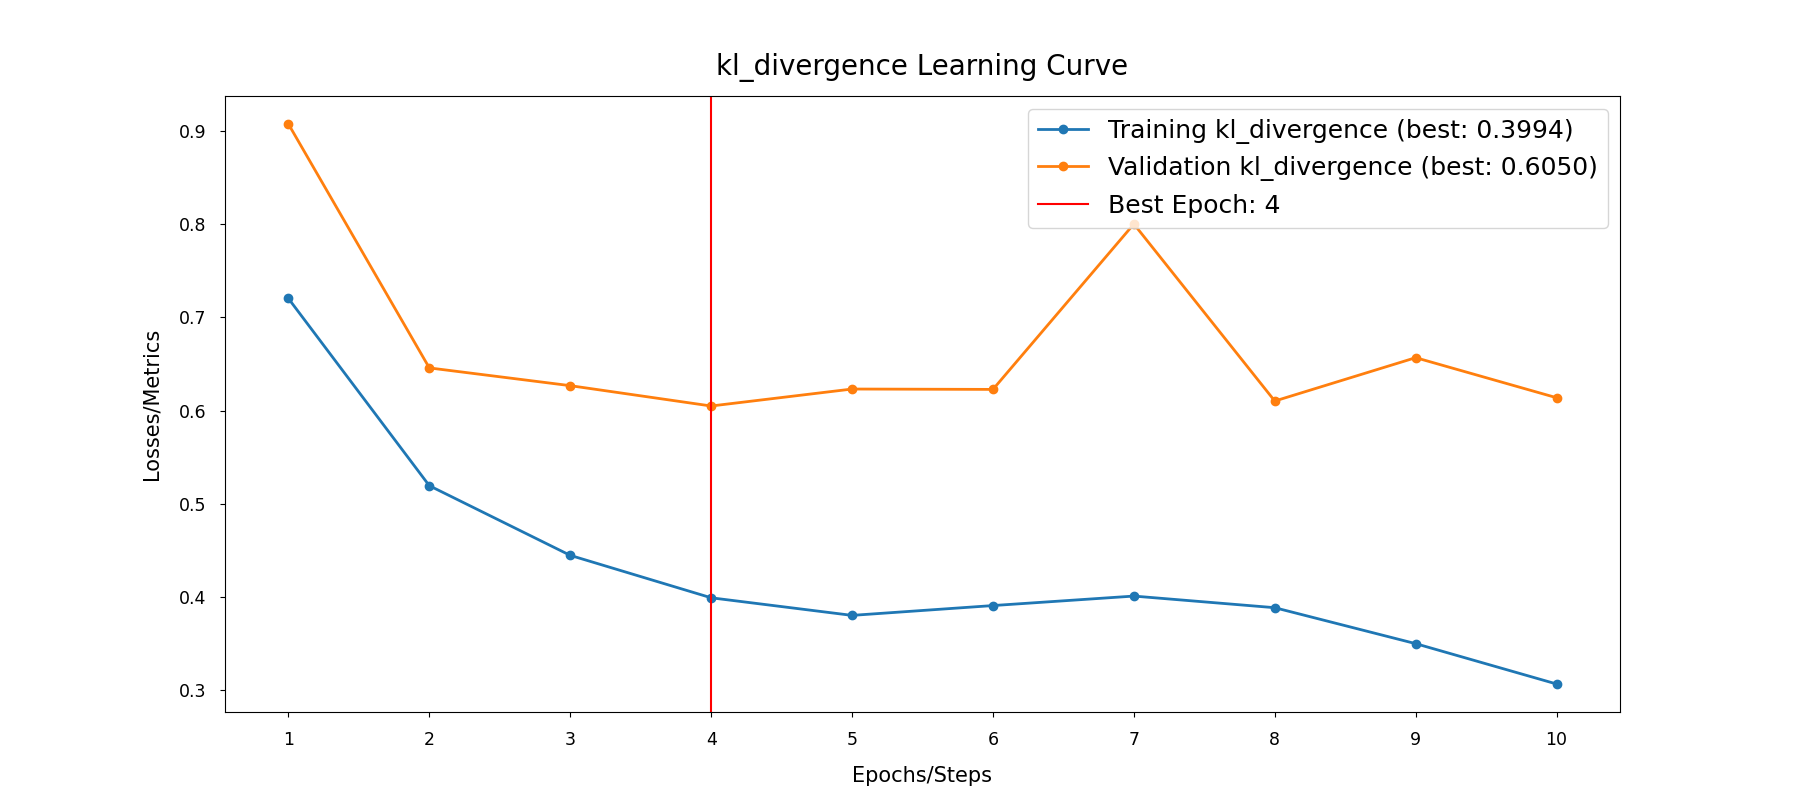 kl_divergence Learning Curve
Training kl_divergence (best: 0.3994)
Validation kl_divergence (best: 0.6050)
Best Epoch: 4
Losses/Metrics
0.9
0.8
0.7
0.6
0.5
0.4
0.3
1 2 3 4 5 6 7 8 9 10
Epochs/Steps